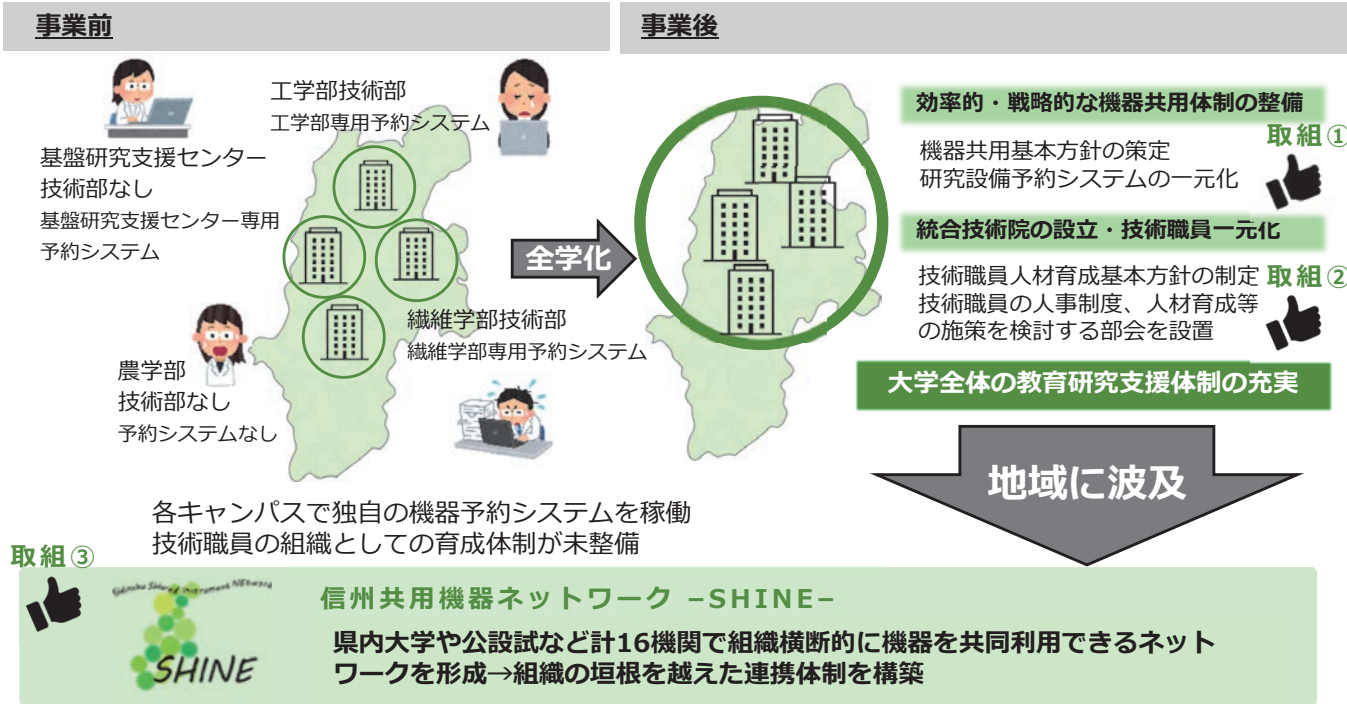 事業前
事業後
工学部技術部
工学部専用予約システム
基盤研究支援センター
技術部なし
基盤研究支援センター専用
予約システム
繊維学部技術部
繊維学部専用予約システム
農学部
技術部なし
予約システムなし
各キャンパスで独自の機器予約システムを稼働
技術職員の組織としての育成体制が未整備
全学化
効率的・戦略的な機器共用体制の整備
取組①
機器共用基本方針の策定
研究設備予約システムの一元化
統合技術院の設立・技術職員一元化
取組②
技術職員人材育成基本方針の制定
技術職員の人事制度、人材育成等
の施策を検討する部会を設置
大学全体の教育研究支援体制の充実
地域に波及
取組③
Shinshu SHared Instrument NEtwork
SHINE
信州共用機器ネットワーク –SHINE–
県内大学や公設試など計16機関で組織横断的に機器を共同利用できるネット
ワークを形成→組織の垣根を越えた連携体制を構築